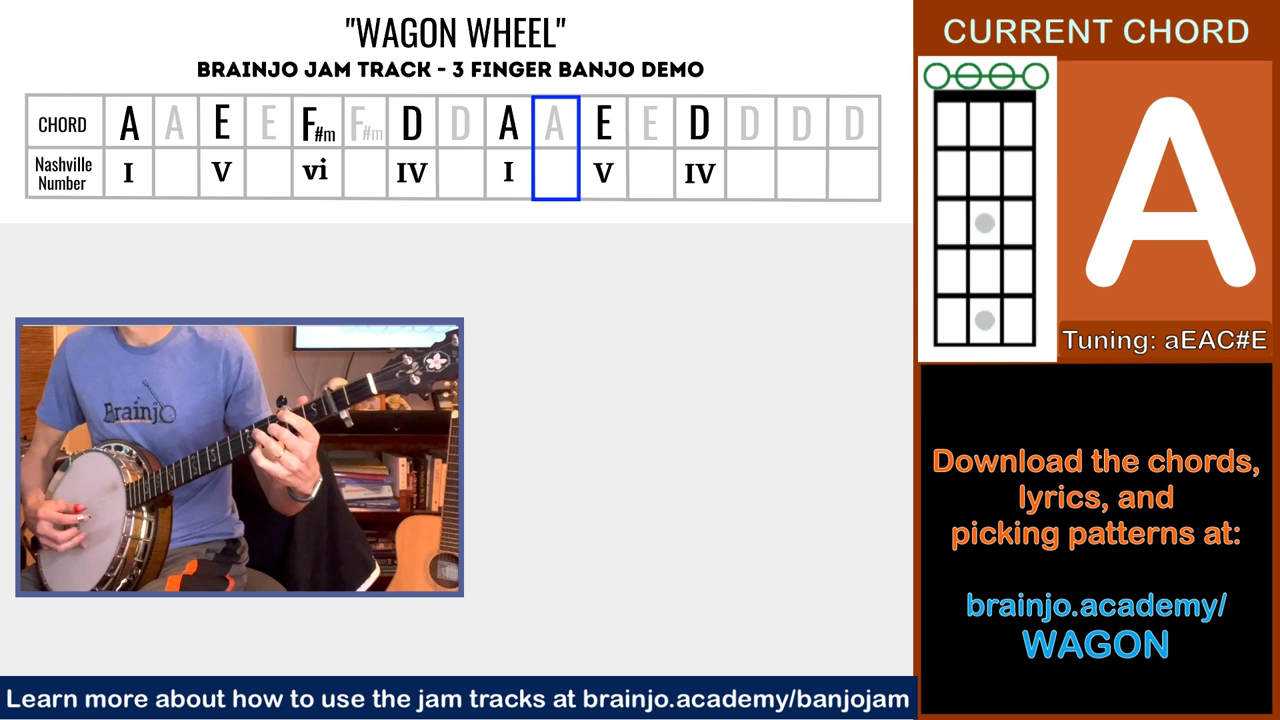 "WAGON WHEEL"
BRAINJO JAM TRACK - 3 FINGER BANJO DEMO
CHORD A A E E F#m F#m D D A A E E D D D D
Nashville Number I V vi IV I V IV
CURRENT CHORD
A
Tuning: aEAC#E
Brainjo
Download the chords,
lyrics, and
picking patterns at:
brainjo.academy/
WAGON
Learn more about how to use the jam tracks at brainjo.academy/banjojam